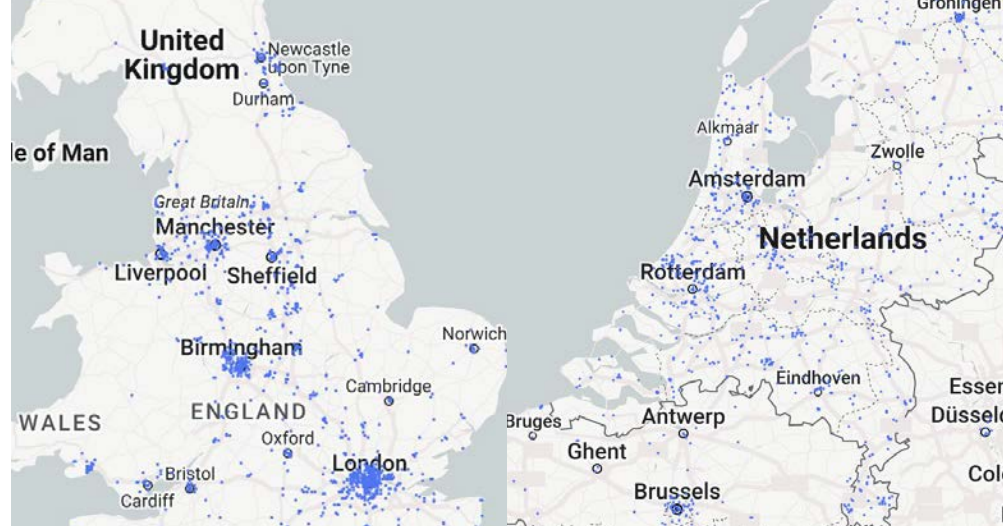 United
Kingdom
Newcastle
upon Tyne
Durham
le of Man
Great Britain
Manchester
Liverpool
Sheffield
Birmingham
Norwich
Cambridge
WALES
ENGLAND
Oxford
London
Bristol
Cardiff
Groningen
Alkmaar
Zwolle
Amsterdam
Netherlands
Rotterdam
Eindhoven
Essen
Düsseld
Bruges
Antwerp
Ghent
Col
Brussels